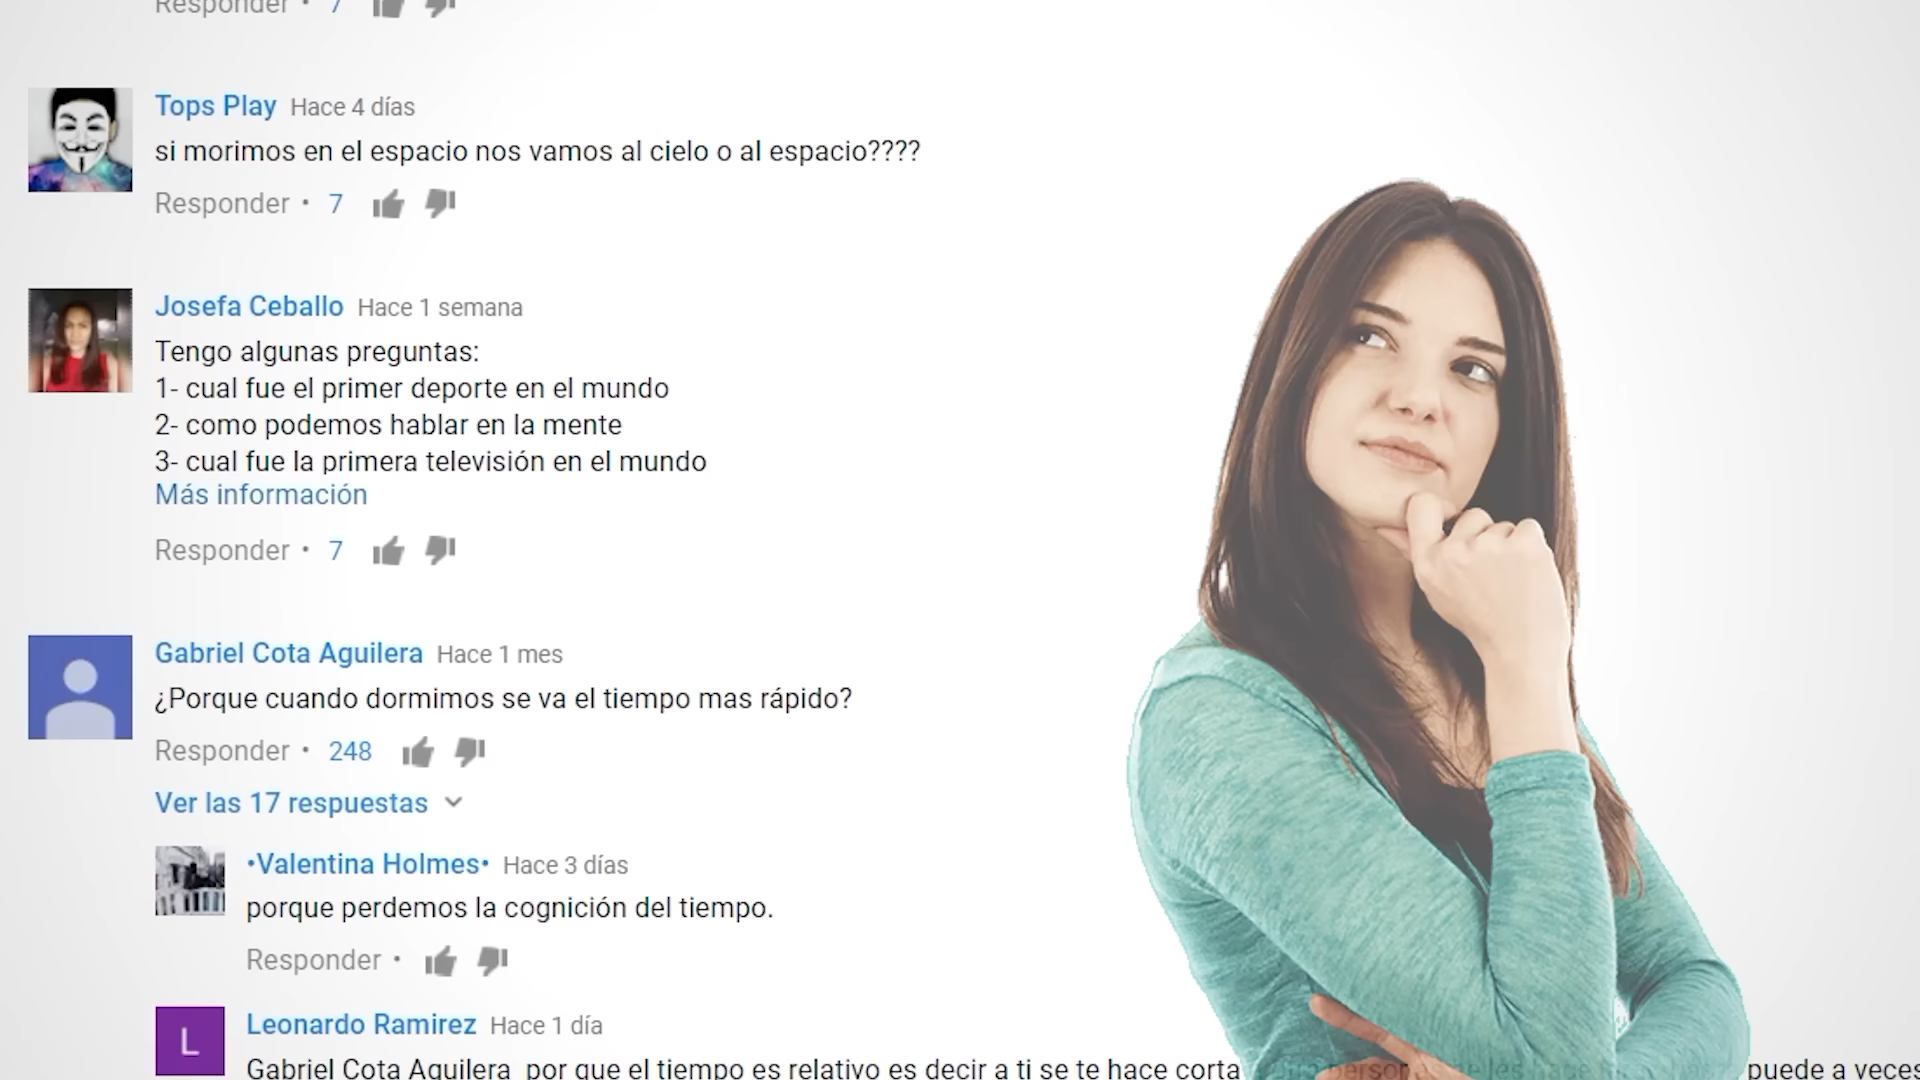 Responder • 7
Tops Play Hace 4 días
si morimos en el espacio nos vamos al cielo o al espacio????
Responder • 7
Josefa Ceballo Hace 1 semana
Tengo algunas preguntas:
1- cual fue el primer deporte en el mundo
2- como podemos hablar en la mente
3- cual fue la primera televisión en el mundo
Más información
Responder • 7
Gabriel Cota Aguilera Hace 1 mes
¿Porque cuando dormimos se va el tiempo mas rápido?
Responder • 248
Ver las 17 respuestas
•Valentina Holmes• Hace 3 días
porque perdemos la cognición del tiempo.
Responder •
L
Leonardo Ramirez Hace 1 día
Gabriel Cota Aguilera por que el tiempo es relativo es decir a ti se te hace corta puede a veces